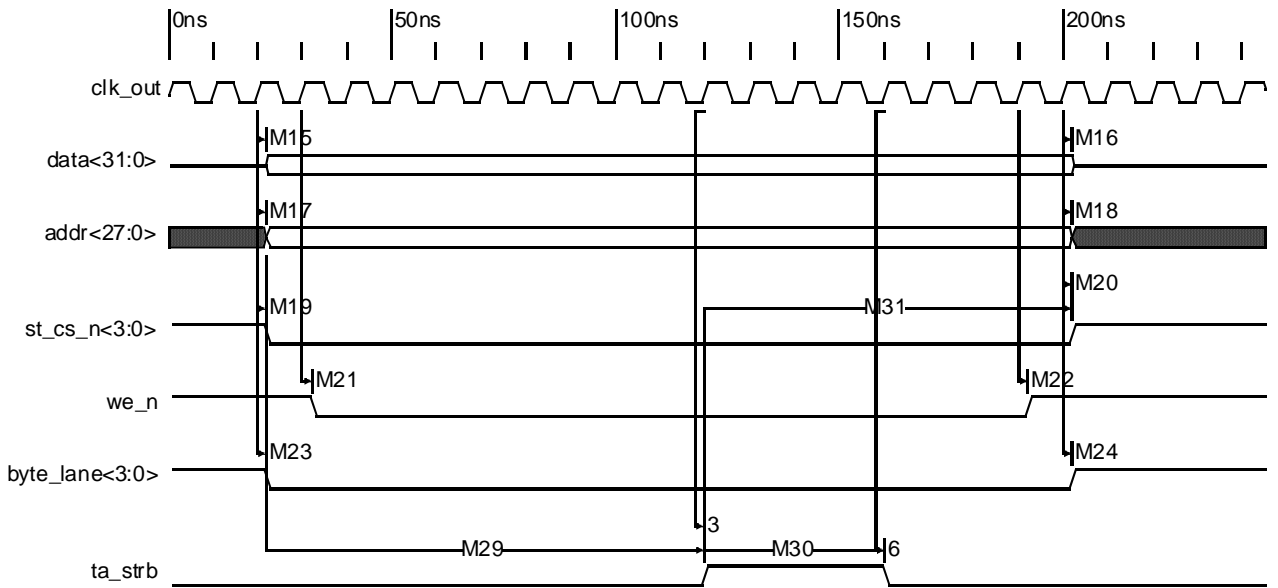 0ns 50ns 100ns 150ns 200ns
clk_out
M15 M16
data<31:0>
M17 M18
addr<27:0>
M20
M19 M31
st_cs_n<3:0>
M21 M22
we_n
M23 M24
byte_lane<3:0>
3
M29 M30 6
ta_strb